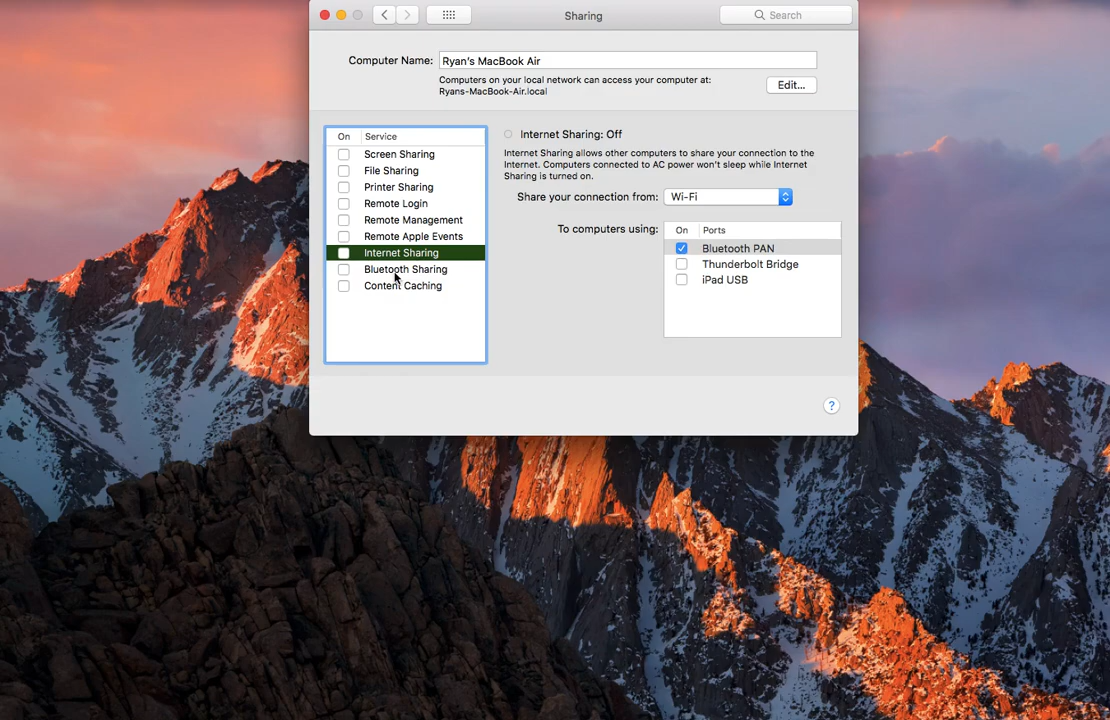 Sharing
Search
Computer Name: Ryan's MacBook Air
Computers on your local network can access your computer at:
Ryans-MacBook-Air.local
Edit...
On Service
Screen Sharing
File Sharing
Printer Sharing
Remote Login
Remote Management
Remote Apple Events
Internet Sharing
Bluetooth Sharing
Content Caching
Internet Sharing: Off
Internet Sharing allows other computers to share your connection to the
Internet. Computers connected to AC power won't sleep while Internet
Sharing is turned on.
Share your connection from: Wi-Fi
To computers using:
On Ports
Bluetooth PAN
Thunderbolt Bridge
iPad USB
?